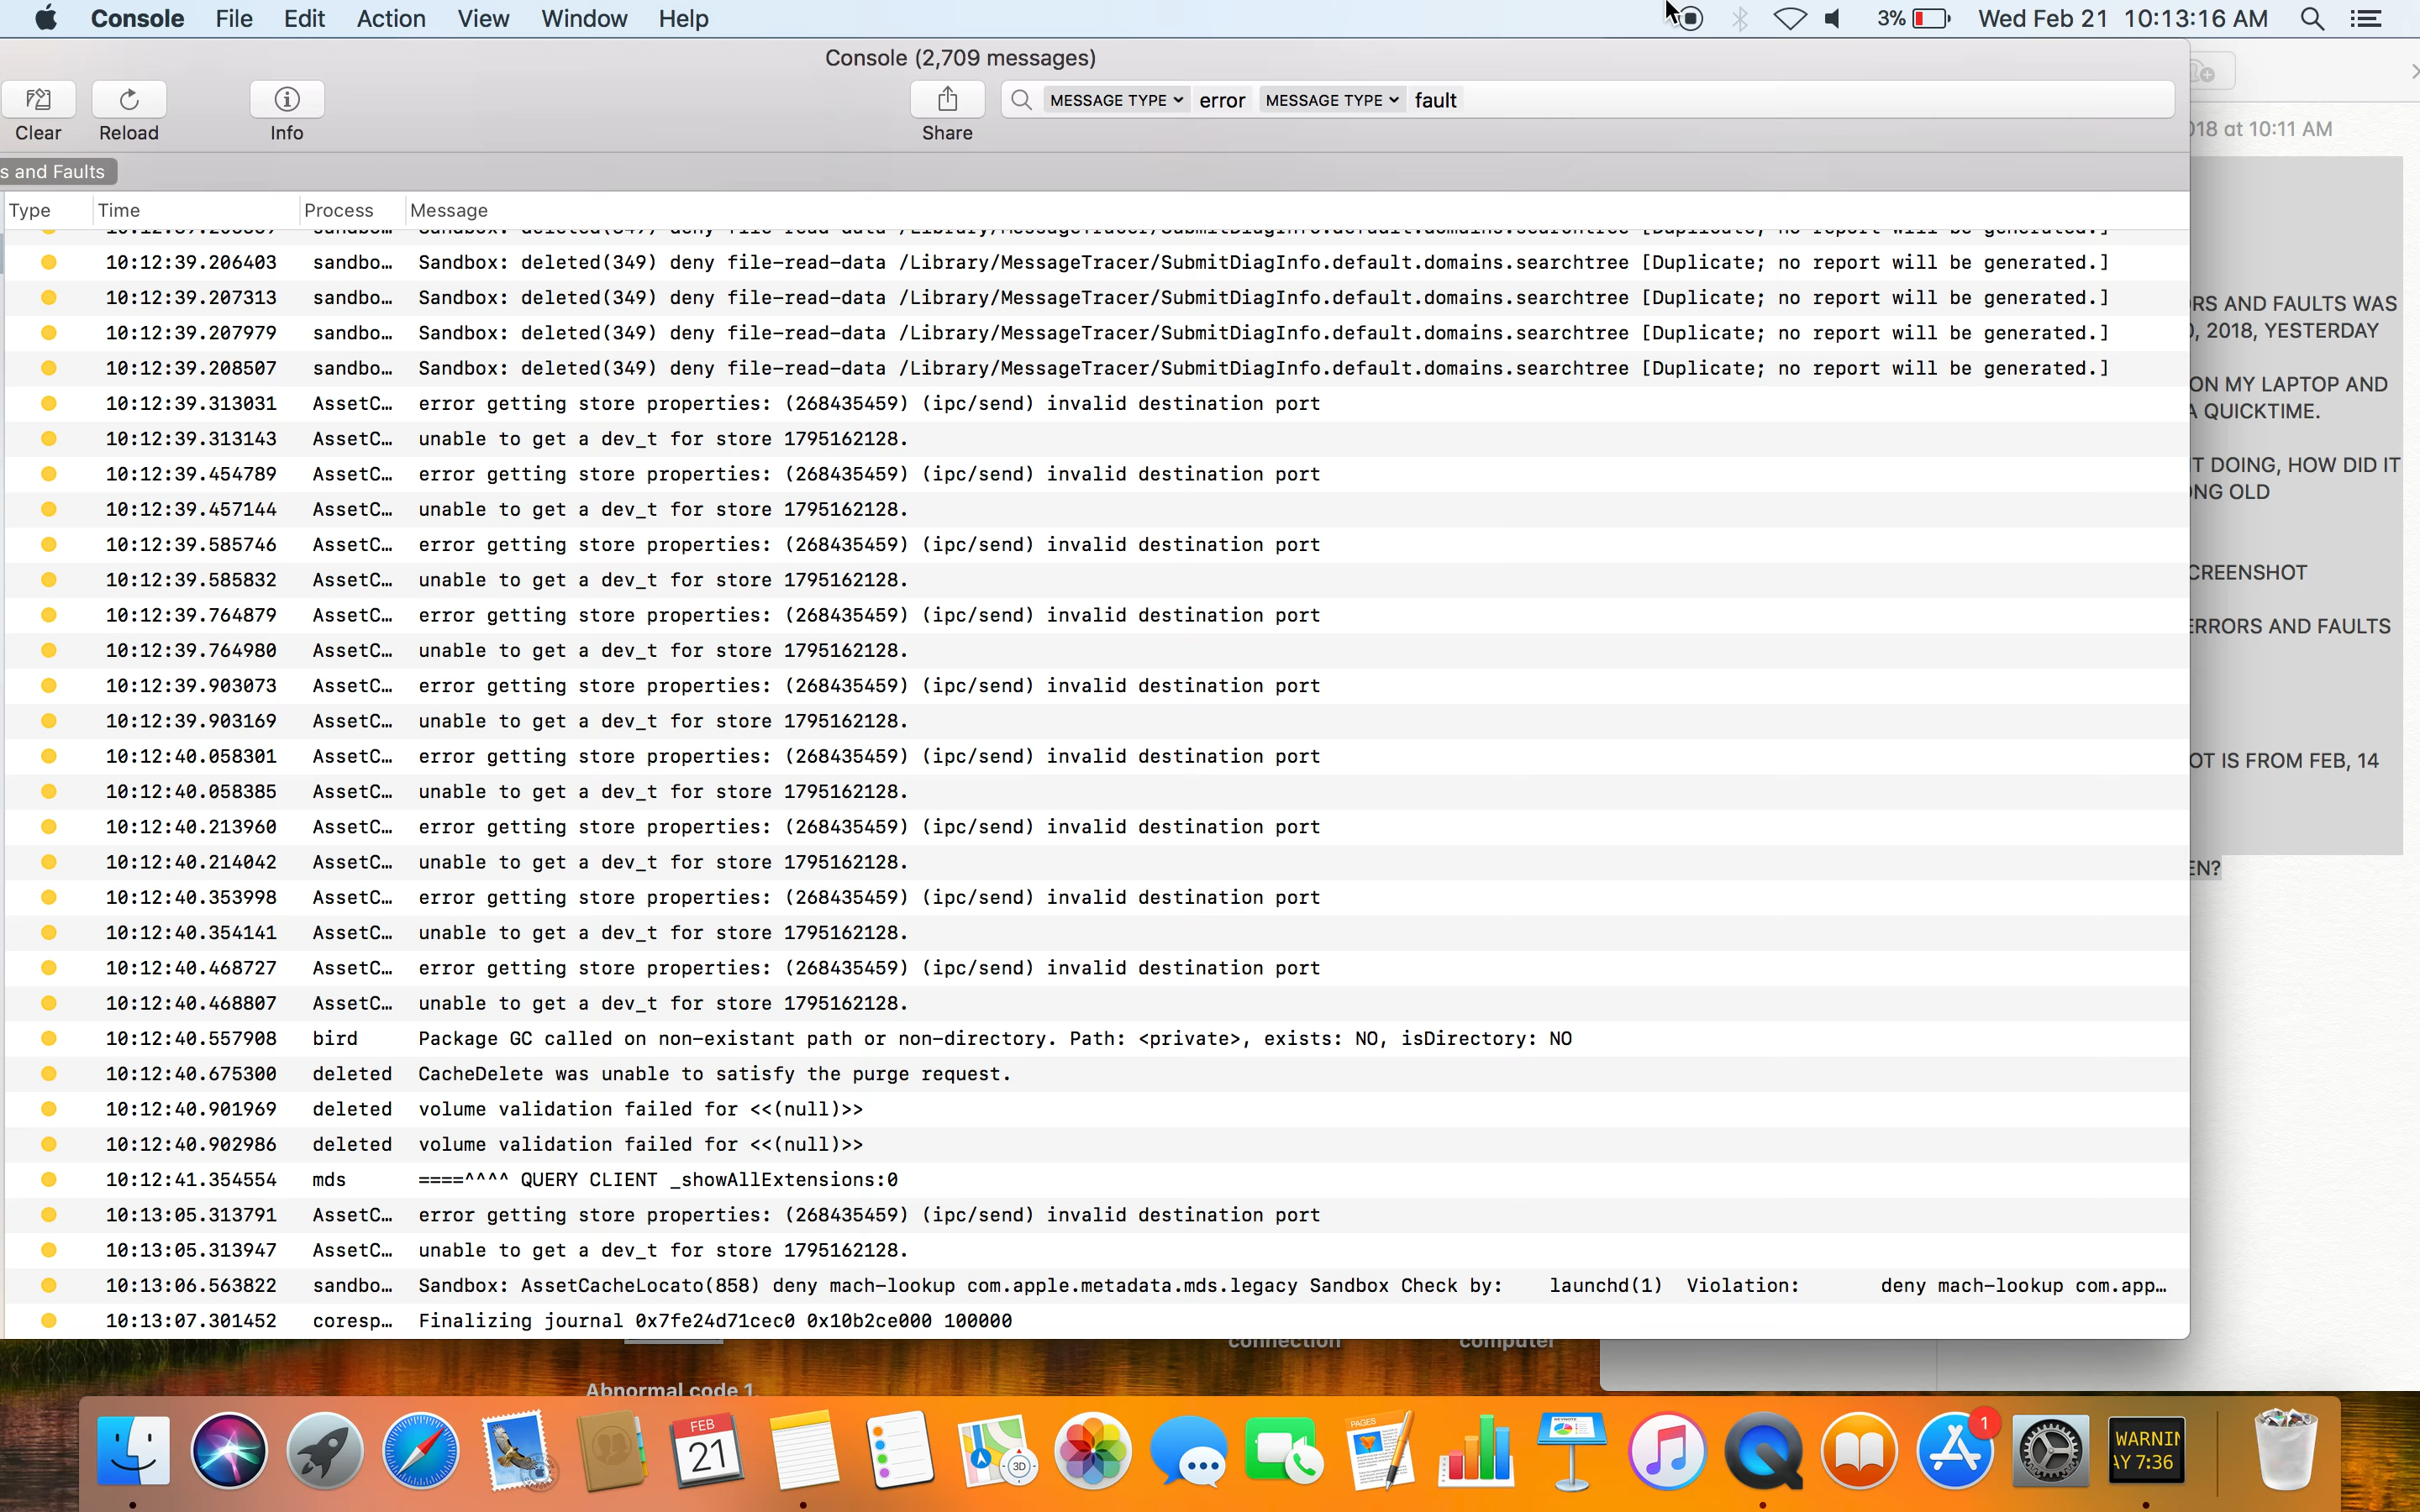 Console File Edit Action View Window Help 3% Wed Feb 21 10:13:16 AM
Console (2,709 messages)
MESSAGE TYPE error MESSAGE TYPE fault
Clear Reload Info Share
018 at 10:11 AM
s and Faults
Type Time Process Message
10:12:39.206403 sandbo… Sandbox: deleted(349) deny file-read-data /Library/MessageTracer/SubmitDiagInfo.default.domains.searchtree [Duplicate; no report will be generated.]
10:12:39.207313 sandbo… Sandbox: deleted(349) deny file-read-data /Library/MessageTracer/SubmitDiagInfo.default.domains.searchtree [Duplicate; no report will be generated.]
10:12:39.207979 sandbo… Sandbox: deleted(349) deny file-read-data /Library/MessageTracer/SubmitDiagInfo.default.domains.searchtree [Duplicate; no report will be generated.]
10:12:39.208507 sandbo… Sandbox: deleted(349) deny file-read-data /Library/MessageTracer/SubmitDiagInfo.default.domains.searchtree [Duplicate; no report will be generated.]
10:12:39.313031 AssetC… error getting store properties: (268435459) (ipc/send) invalid destination port
10:12:39.313143 AssetC… unable to get a dev_t for store 1795162128.
10:12:39.454789 AssetC… error getting store properties: (268435459) (ipc/send) invalid destination port
10:12:39.457144 AssetC… unable to get a dev_t for store 1795162128.
10:12:39.585746 AssetC… error getting store properties: (268435459) (ipc/send) invalid destination port
10:12:39.585832 AssetC… unable to get a dev_t for store 1795162128.
10:12:39.764879 AssetC… error getting store properties: (268435459) (ipc/send) invalid destination port
10:12:39.764980 AssetC… unable to get a dev_t for store 1795162128.
10:12:39.903073 AssetC… error getting store properties: (268435459) (ipc/send) invalid destination port
10:12:39.903169 AssetC… unable to get a dev_t for store 1795162128.
10:12:40.058301 AssetC… error getting store properties: (268435459) (ipc/send) invalid destination port
10:12:40.058385 AssetC… unable to get a dev_t for store 1795162128.
10:12:40.213960 AssetC… error getting store properties: (268435459) (ipc/send) invalid destination port
10:12:40.214042 AssetC… unable to get a dev_t for store 1795162128.
10:12:40.353998 AssetC… error getting store properties: (268435459) (ipc/send) invalid destination port
10:12:40.354141 AssetC… unable to get a dev_t for store 1795162128.
10:12:40.468727 AssetC… error getting store properties: (268435459) (ipc/send) invalid destination port
10:12:40.468807 AssetC… unable to get a dev_t for store 1795162128.
10:12:40.557908 bird Package GC called on non-existant path or non-directory. Path: <private>, exists: NO, isDirectory: NO
10:12:40.675300 deleted CacheDelete was unable to satisfy the purge request.
10:12:40.901969 deleted volume validation failed for <<(null)>>
10:12:40.902986 deleted volume validation failed for <<(null)>>
10:12:41.354554 mds ====^^^^ QUERY CLIENT _showAllExtensions:0
10:13:05.313791 AssetC… error getting store properties: (268435459) (ipc/send) invalid destination port
10:13:05.313947 AssetC… unable to get a dev_t for store 1795162128.
10:13:06.563822 sandbo… Sandbox: AssetCacheLocato(858) deny mach-lookup com.apple.metadata.mds.legacy Sandbox Check by: launchd(1) Violation: deny mach-lookup com.app…
10:13:07.301452 coresp… Finalizing journal 0x7fe24d71cec0 0x10b2ce000 100000
RS AND FAULTS WAS
, 2018, YESTERDAY
ON MY LAPTOP AND
A QUICKTIME.
T DOING, HOW DID IT
NG OLD
CREENSHOT
ERRORS AND FAULTS
OT IS FROM FEB, 14
EN?
connection computer
Abnormal code 1.
FEB
21
3D
PAGES
KEYNOTE
1
WARNIN
AY 7:36